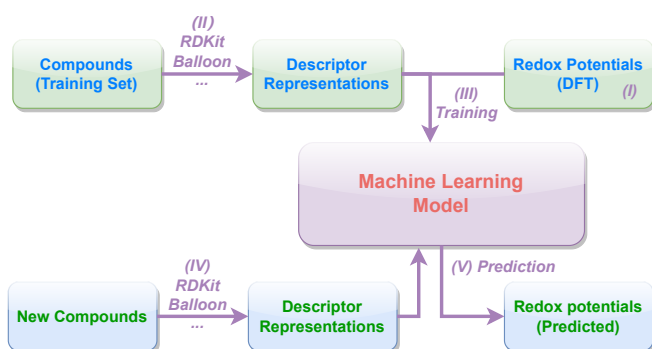 (II)
RDKit
Balloon
...
Compounds
(Training Set)
Descriptor
Representations
Redox Potentials
(DFT)
(I)
(III)
Training
Machine Learning
Model
(IV)
RDKit
Balloon
...
(V) Prediction
New Compounds
Descriptor
Representations
Redox potentials
(Predicted)